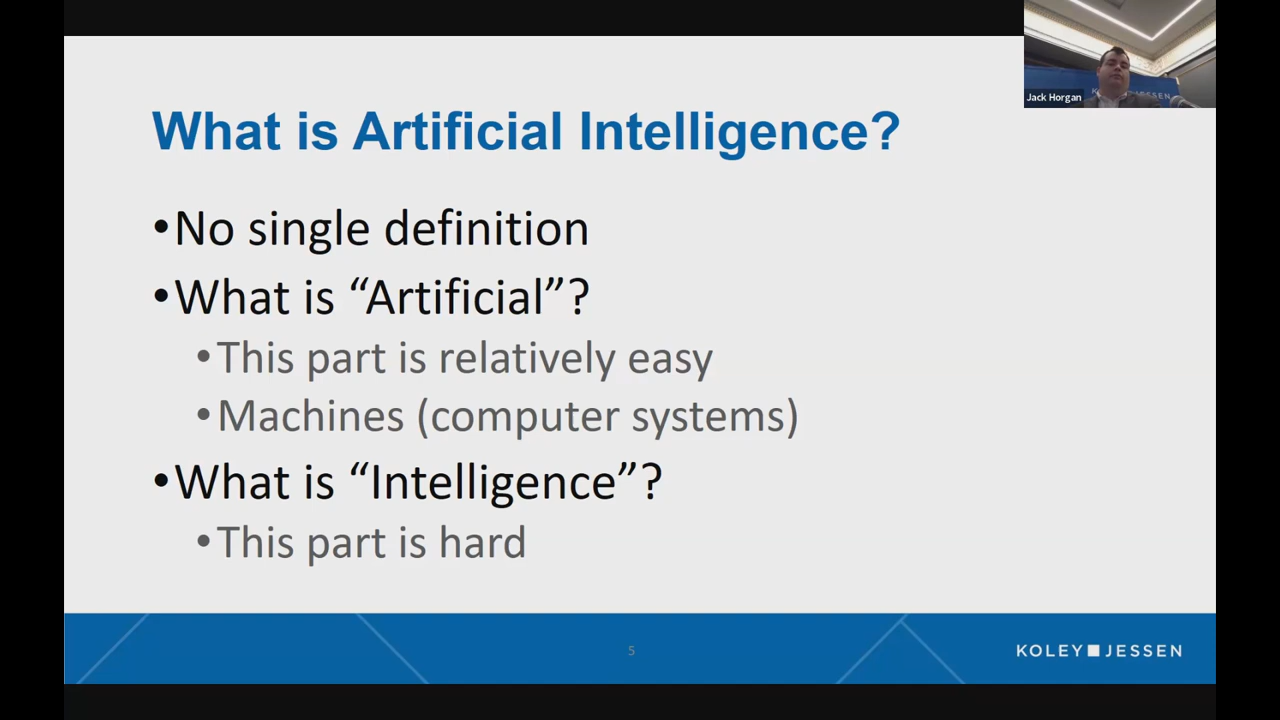 Jack Horgan
What is Artificial Intelligence?
•No single definition
•What is “Artificial”?
•This part is relatively easy
•Machines (computer systems)
•What is “Intelligence”?
•This part is hard
5
KOLEY JESSEN